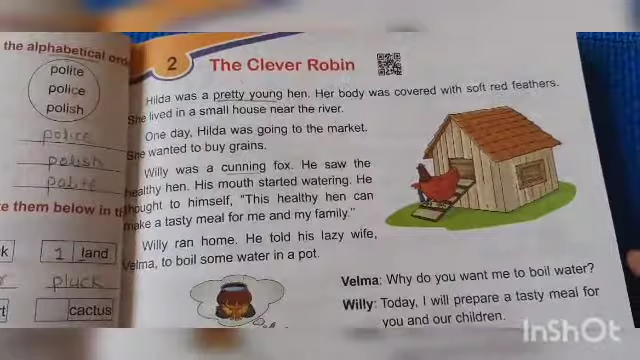 the alphabetical ord
polite
police
polish
police
polish
polite
te them below in th
k
1 land
pluck
rt
cactus
2
The Clever Robin
Hilda was a pretty young hen. Her body was covered with soft red feathers.
She lived in a small house near the river.
One day, Hilda was going to the market.
She wanted to buy grains.
Willy was a cunning fox. He saw the
healthy hen. His mouth started watering. He
thought to himself, "This healthy hen can
make a tasty meal for me and my family."
Willy ran home. He told his lazy wife,
Velma, to boil some water in a pot.
Velma: Why do you want me to boil water?
Willy: Today, I will prepare a tasty meal for
you and our children.
InShOt